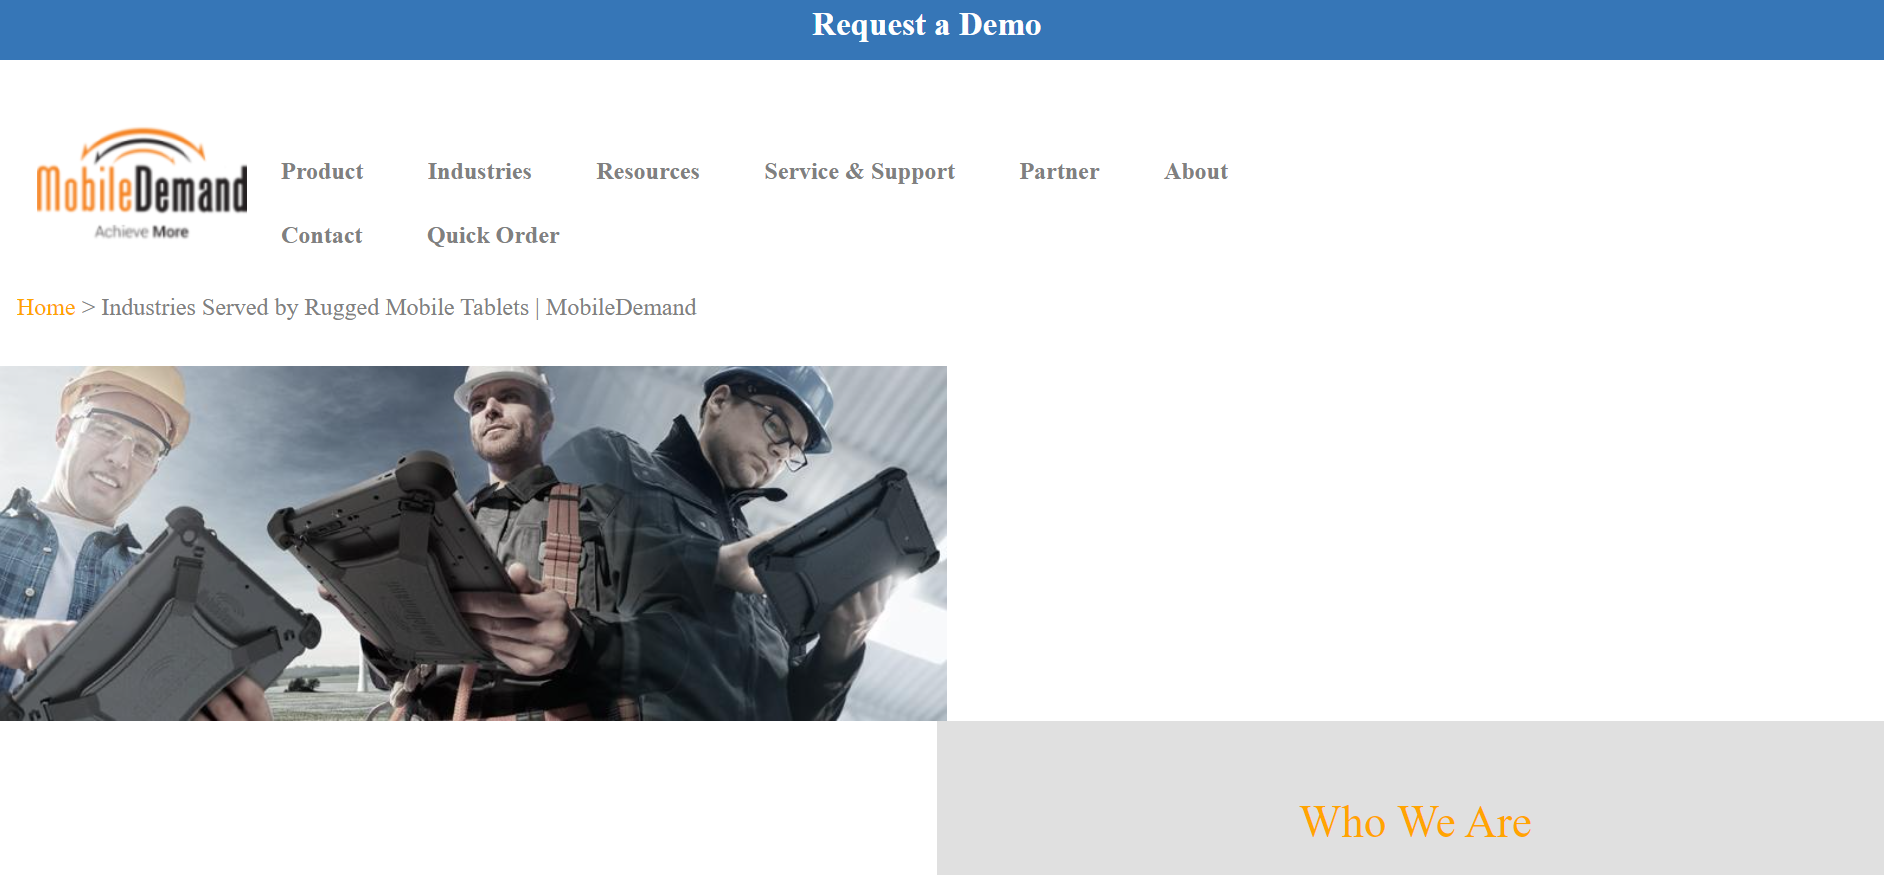 Request a Demo
MobileDemand
Achieve More
Product Industries Resources Service & Support Partner About
Contact Quick Order
Home > Industries Served by Rugged Mobile Tablets | MobileDemand
Who We Are